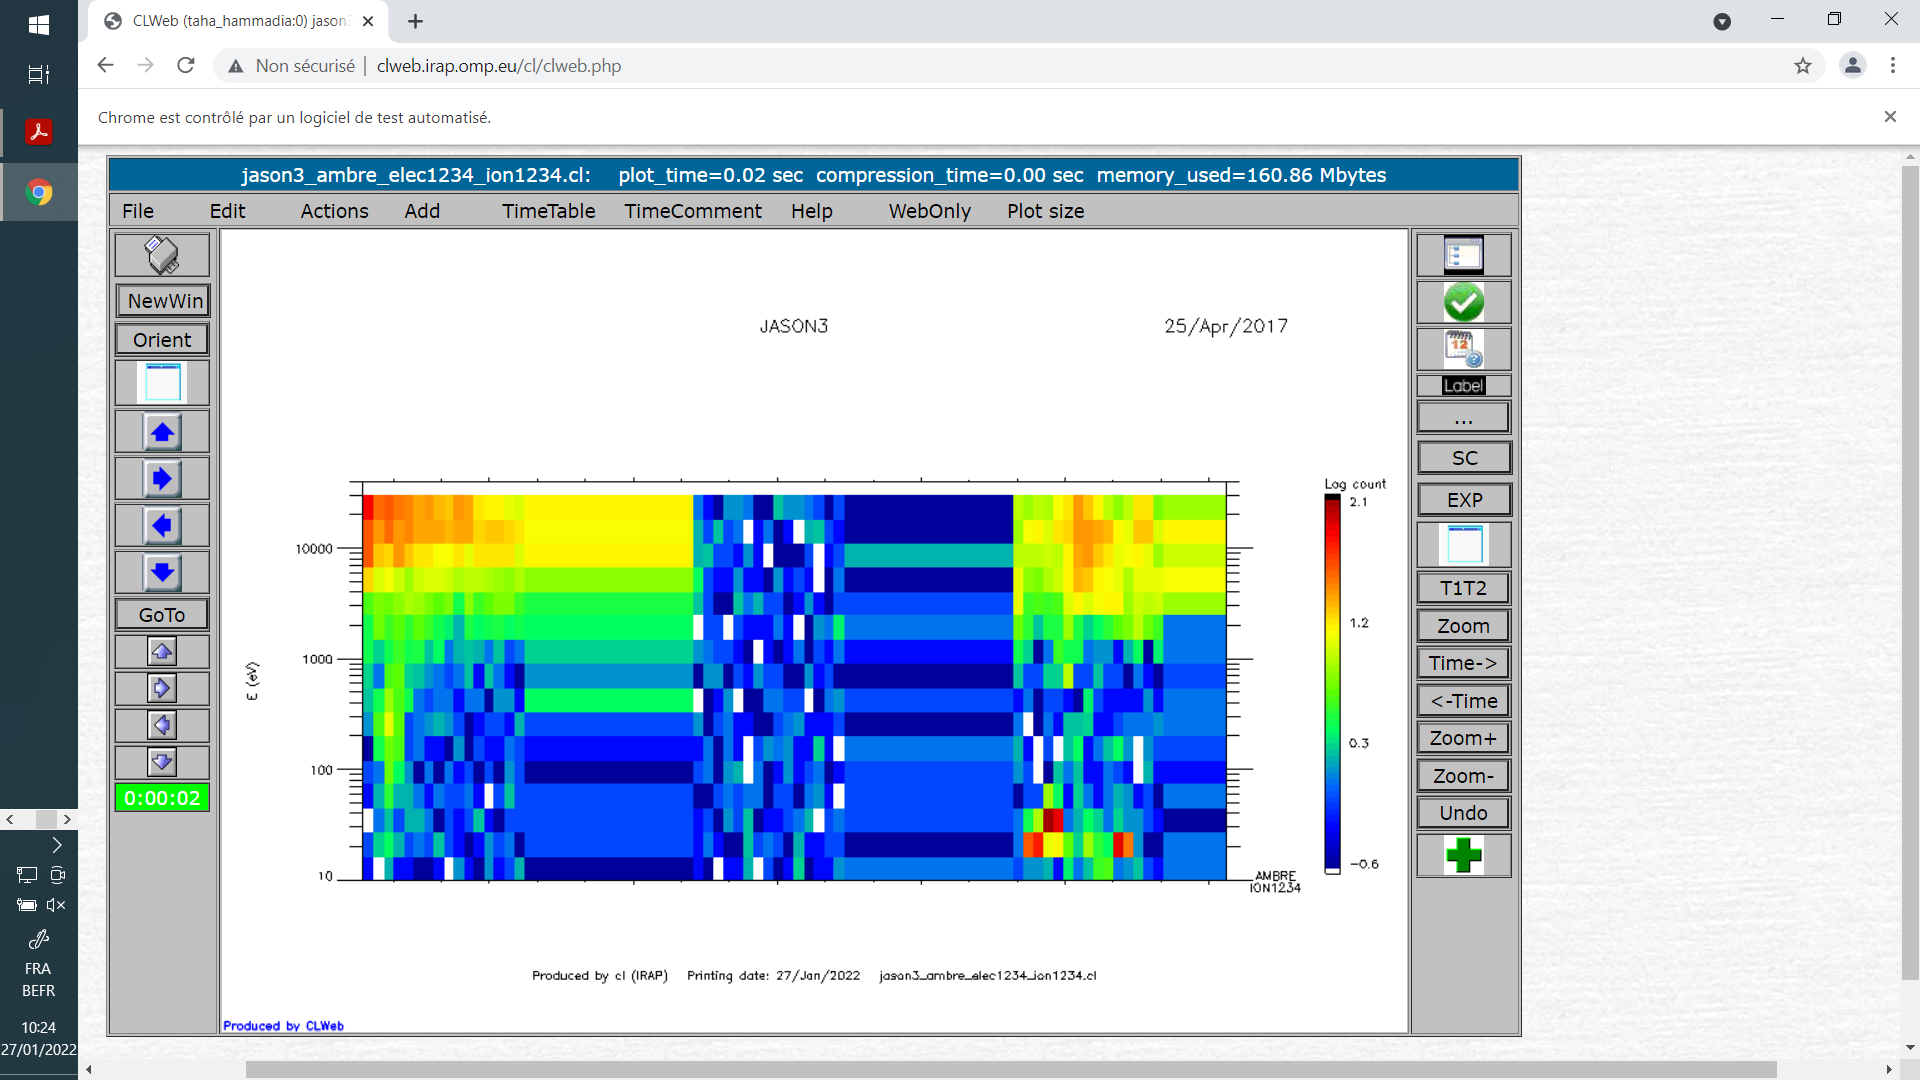 CLWeb (taha_hammadia:0) jason3
Non sécurisé | clweb.irap.omp.eu/cl/clweb.php
Chrome est contrôlé par un logiciel de test automatisé.
jason3_ambre_elec1234_ion1234.cl: plot_time=0.02 sec compression_time=0.00 sec memory_used=160.86 Mbytes
File Edit Actions Add TimeTable TimeComment Help WebOnly Plot size
NewWin
Orient
GoTo
0:00:02
JASON3 25/Apr/2017
Log count
2.1
1.2
0.3
-0.6
10000
1000
100
10
E (eV)
AMBRE
ION1234
Produced by cl (IRAP) Printing date: 27/Jan/2022 jason3_ambre_elec1234_ion1234.cl
Produced by CLWeb
12
Label
...
SC
EXP
T1T2
Zoom
Time->
<-Time
Zoom+
Zoom-
Undo
FRA
BEFR
10:24
27/01/2022